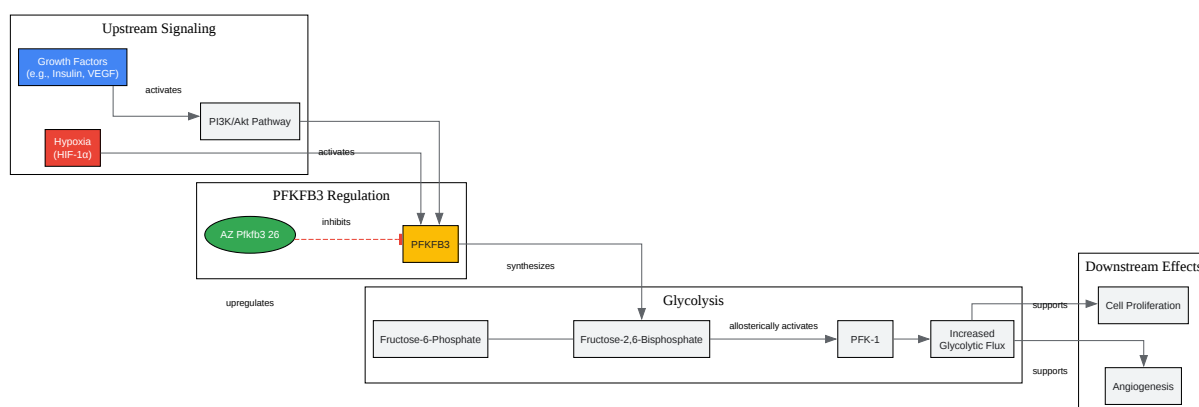 Upstream Signaling
Growth Factors
(e.g., Insulin, VEGF)
activates
PI3K/Akt Pathway
Hypoxia
(HIF-1α)
activates
PFKFB3 Regulation
inhibits
AZ Pfkfb3 26
PFKFB3
synthesizes
upregulates
Glycolysis
Fructose-6-Phosphate
Fructose-2,6-Bisphosphate
allosterically activates
PFK-1
Increased
Glycolytic Flux
supports
supports
Downstream Effects
Cell Proliferation
Angiogenesis